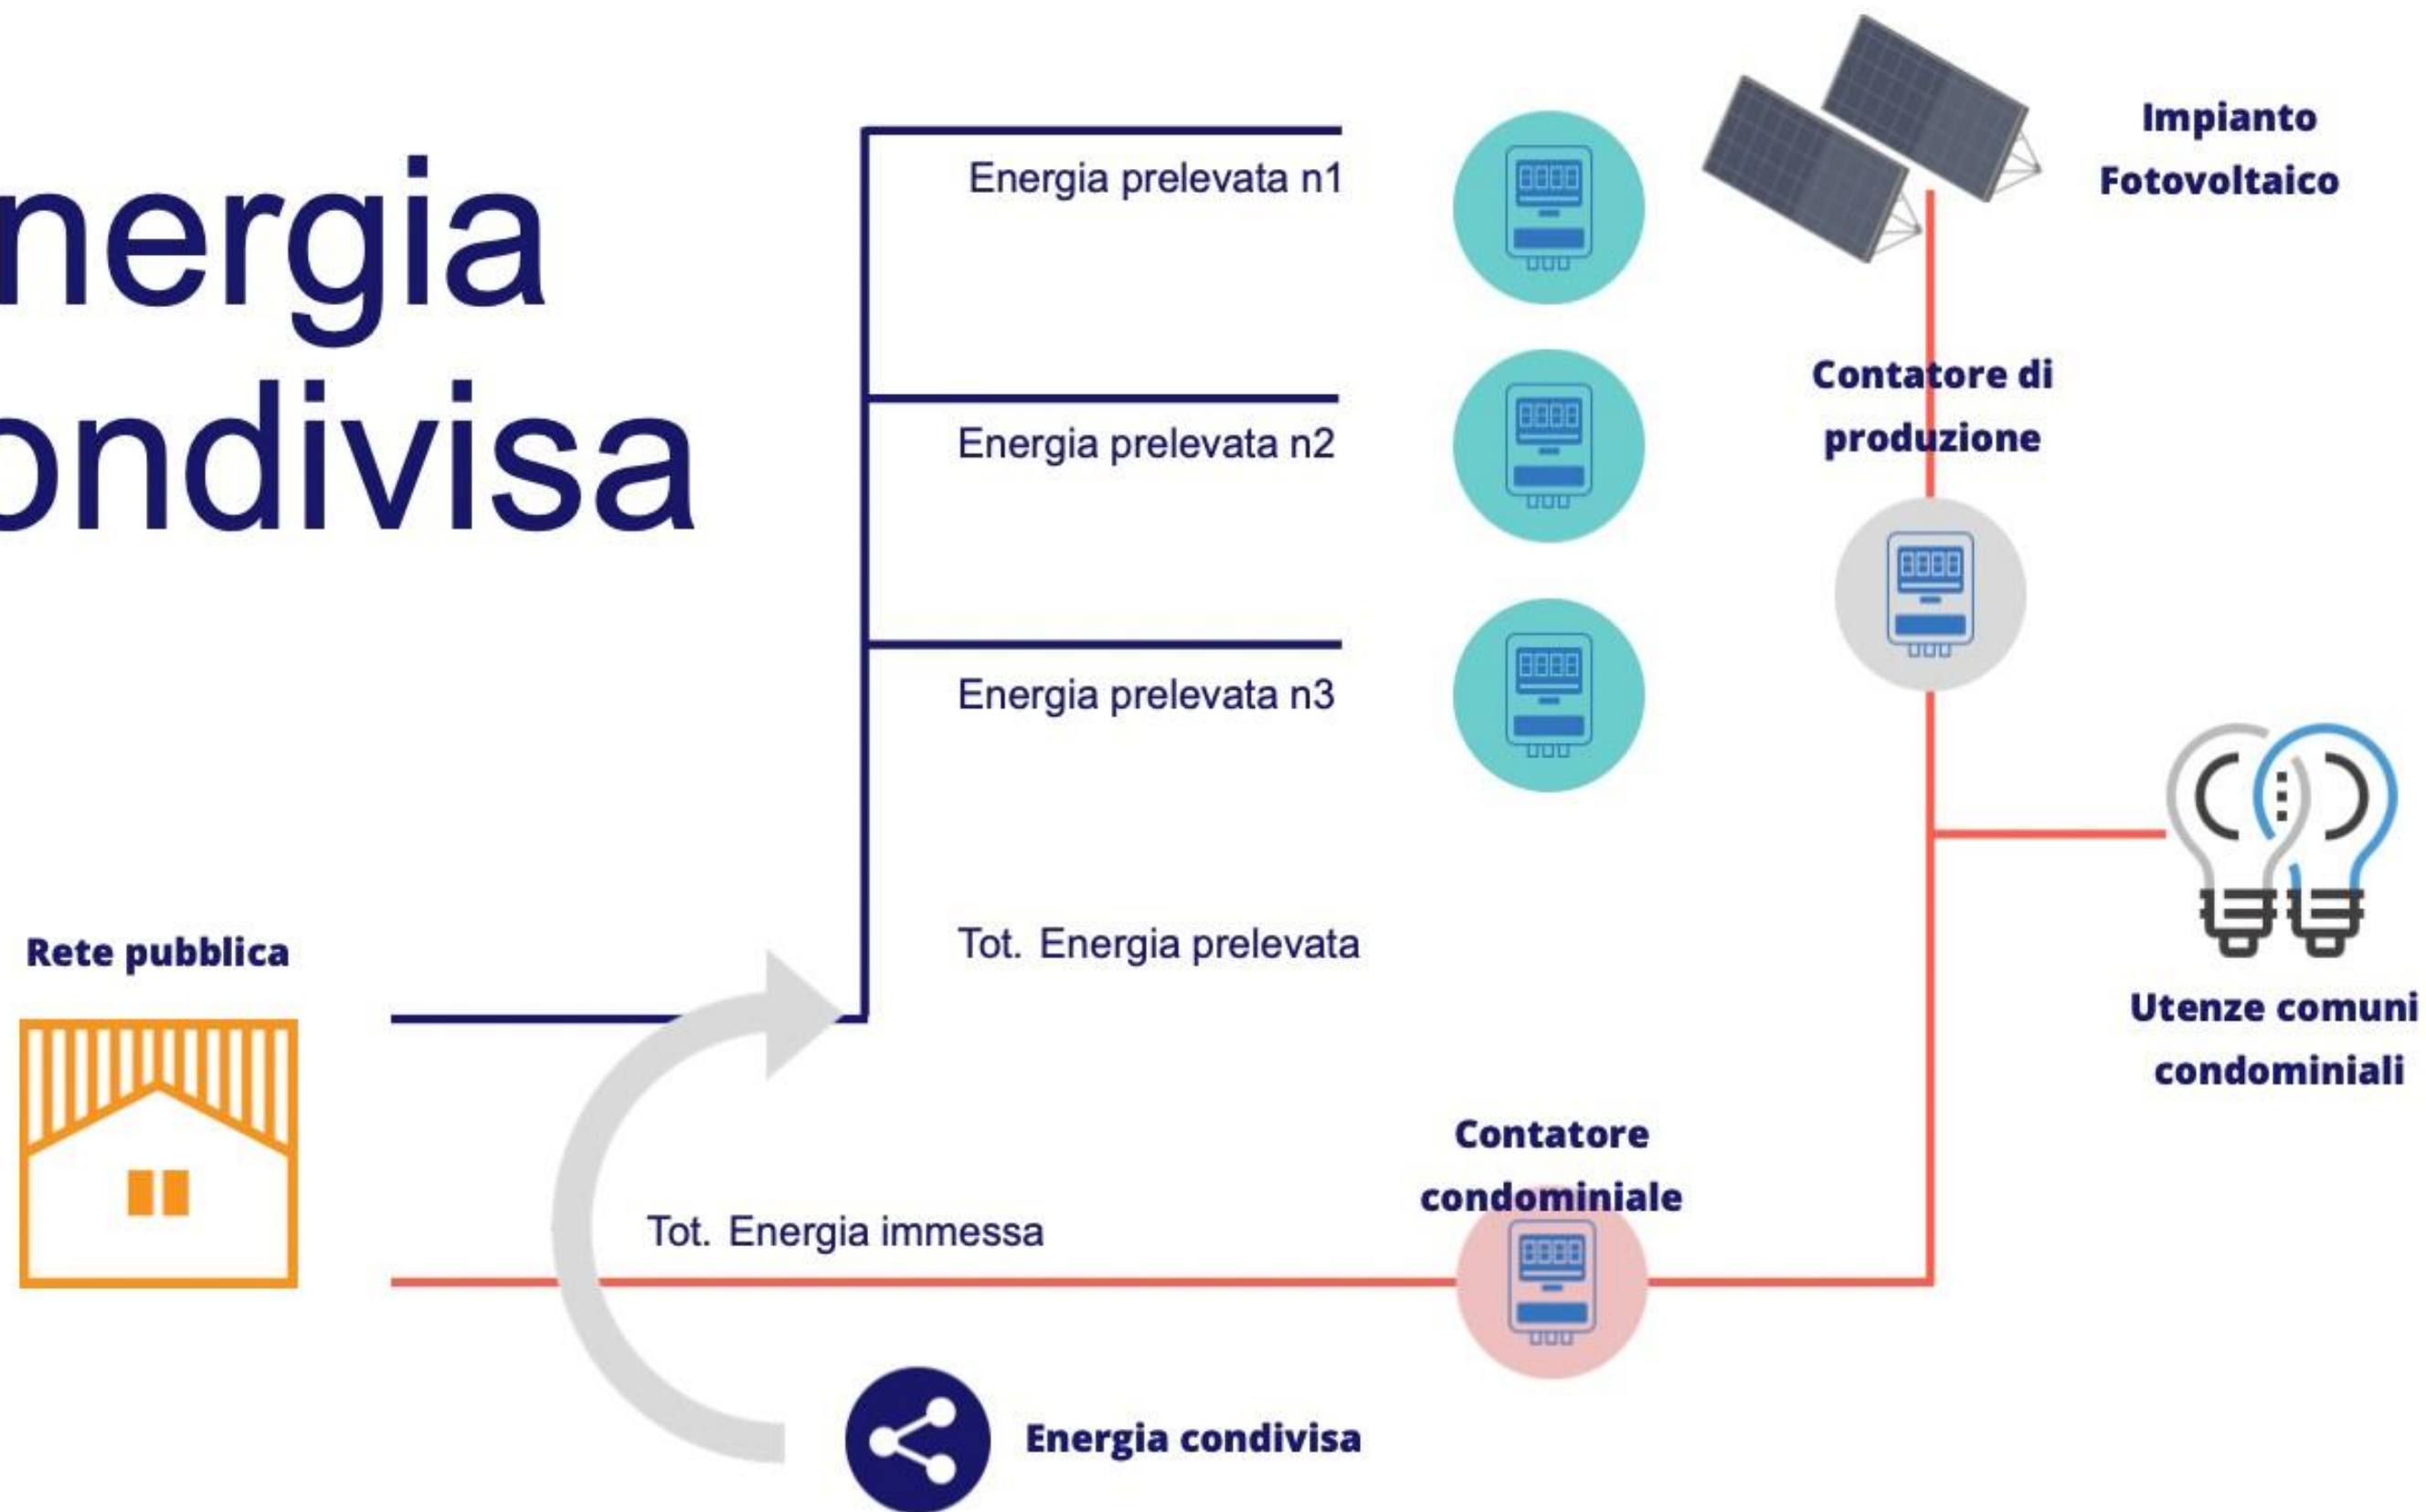 nergia
ondivisa
Energia prelevata n1
Energia prelevata n2
Energia prelevata n3
Tot. Energia prelevata
Impianto
Fotovoltaico
Contatore di
produzione
Utenze comuni
condominiali
Rete pubblica
Contatore
condominiale
Tot. Energia immessa
Energia condivisa